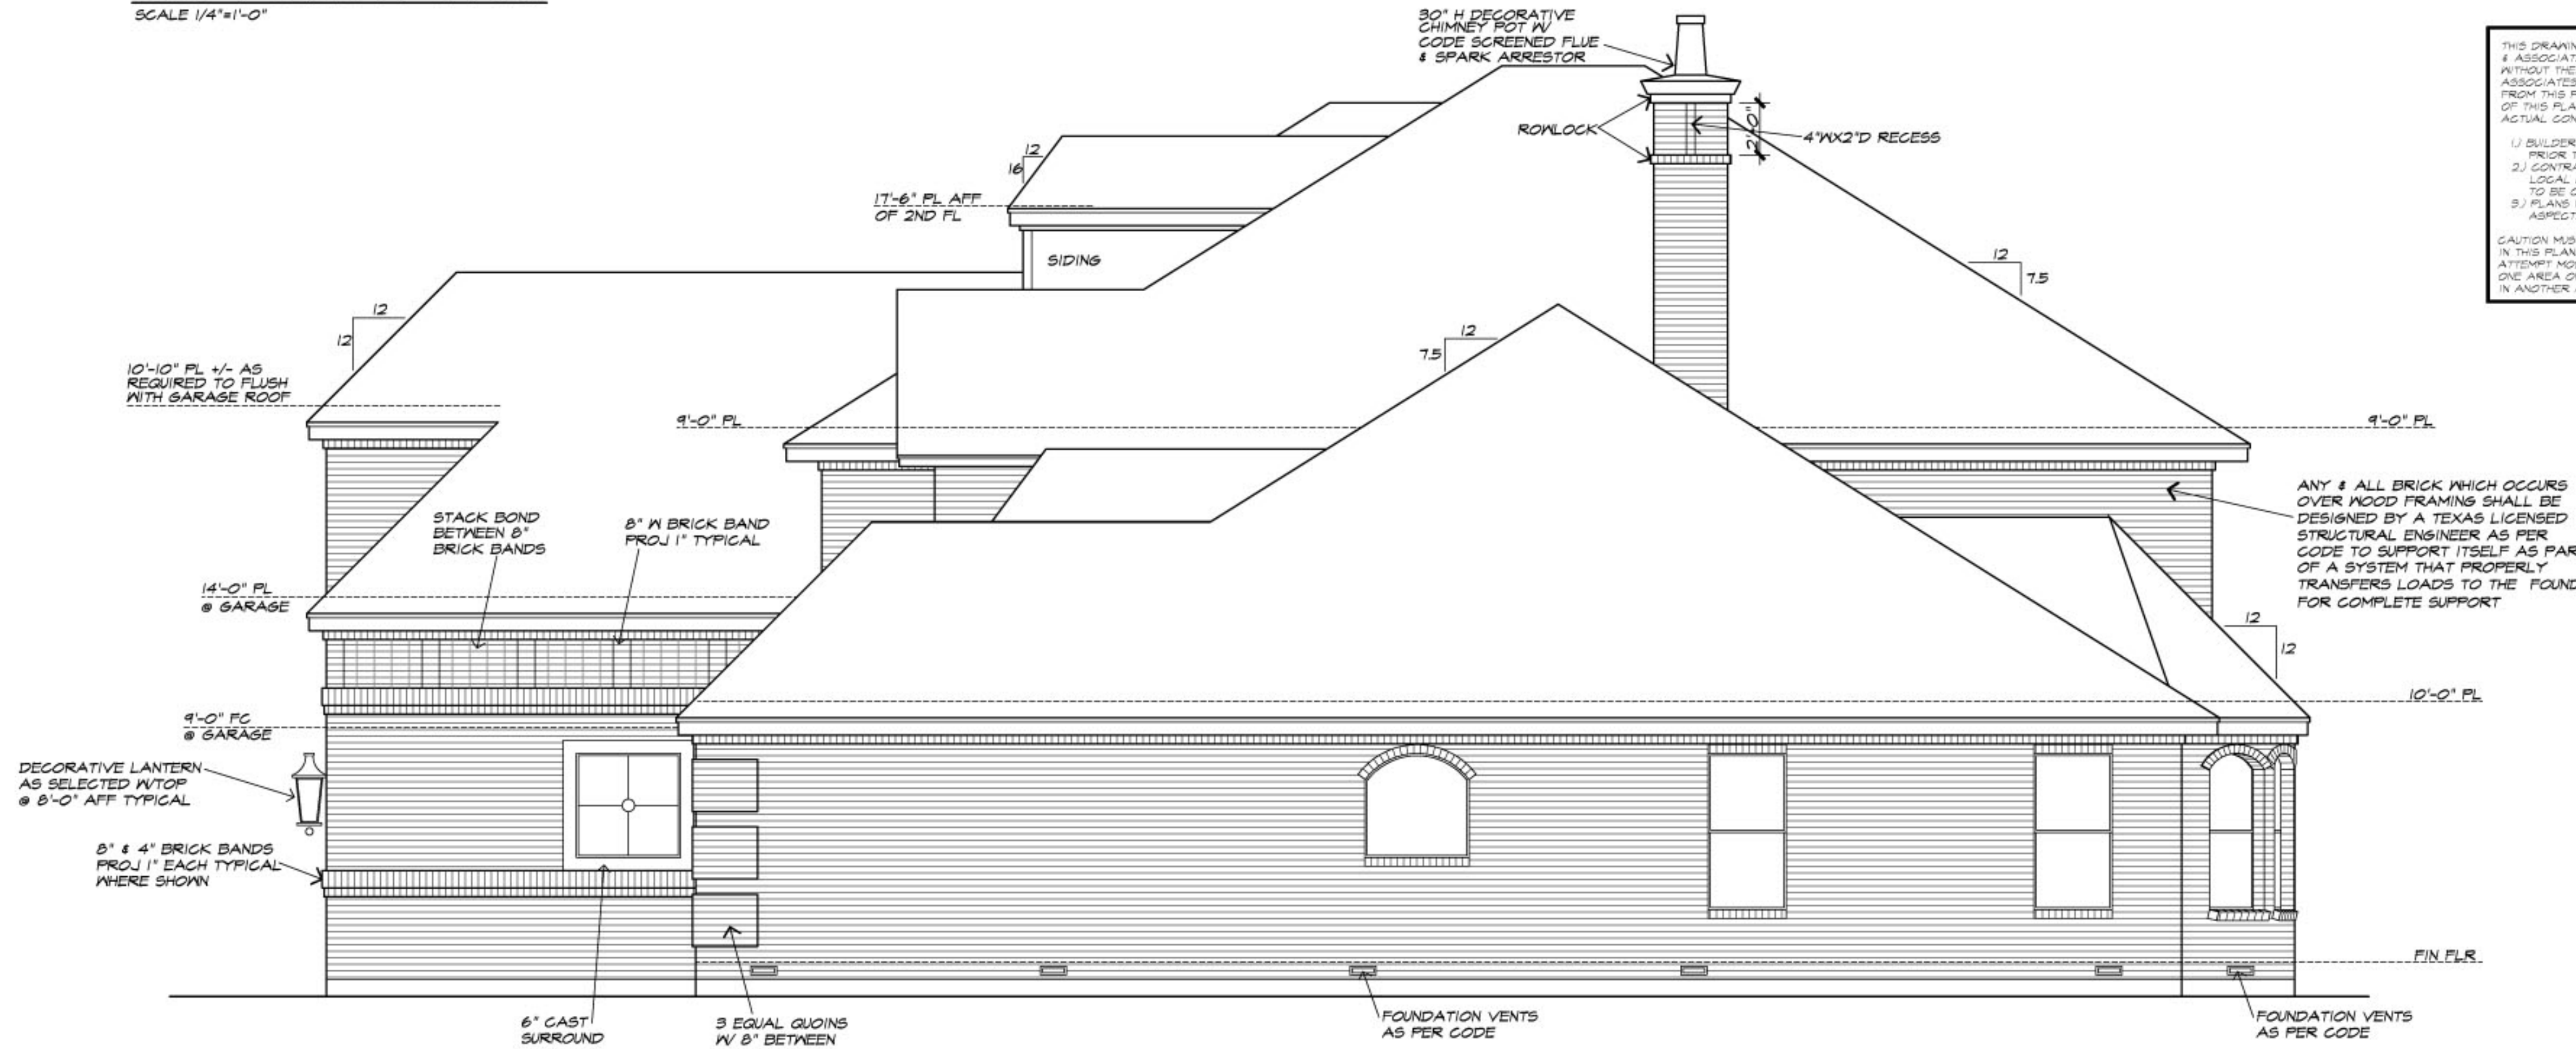 SCALE 1/4"=1'-0"
30" H DECORATIVE
CHIMNEY POT W/
CODE SCREENED FLUE
& SPARK ARRESTOR
ROWLOCK
2'-0"
4"WX2"D RECESS
12
16
17'-6" PL AFF
OF 2ND FL
SIDING
12
7.5
12
12
12
7.5
10'-10" PL +/- AS
REQUIRED TO FLUSH
WITH GARAGE ROOF
9'-0" PL
9'-0" PL
STACK BOND
BETWEEN 8"
BRICK BANDS
8" W BRICK BAND
PROJ 1" TYPICAL
ANY & ALL BRICK WHICH OCCURS
OVER WOOD FRAMING SHALL BE
DESIGNED BY A TEXAS LICENSED
STRUCTURAL ENGINEER AS PER
CODE TO SUPPORT ITSELF AS PAR
OF A SYSTEM THAT PROPERLY
TRANSFERS LOADS TO THE FOUND
FOR COMPLETE SUPPORT
14'-0" PL
@ GARAGE
12
12
10'-0" PL
9'-0" FC
@ GARAGE
DECORATIVE LANTERN
AS SELECTED W/TOP
@ 8'-0" AFF TYPICAL
8" & 4" BRICK BANDS
PROJ 1" EACH TYPICAL
WHERE SHOWN
FIN FLR
6" CAST
SURROUND
3 EQUAL QUOINS
W/ 8" BETWEEN
FOUNDATION VENTS
AS PER CODE
FOUNDATION VENTS
AS PER CODE
THIS DRAWIN
& ASSOCIAT
WITHOUT THE
ASSOCIATES
FROM THIS P
OF THIS PLA
ACTUAL CON
1.) BUILDER
PRIOR T
2.) CONTRA
LOCAL
TO BE C
3.) PLANS
ASPECT
CAUTION MUS
IN THIS PLAN
ATTEMPT MO
ONE AREA O
IN ANOTHER